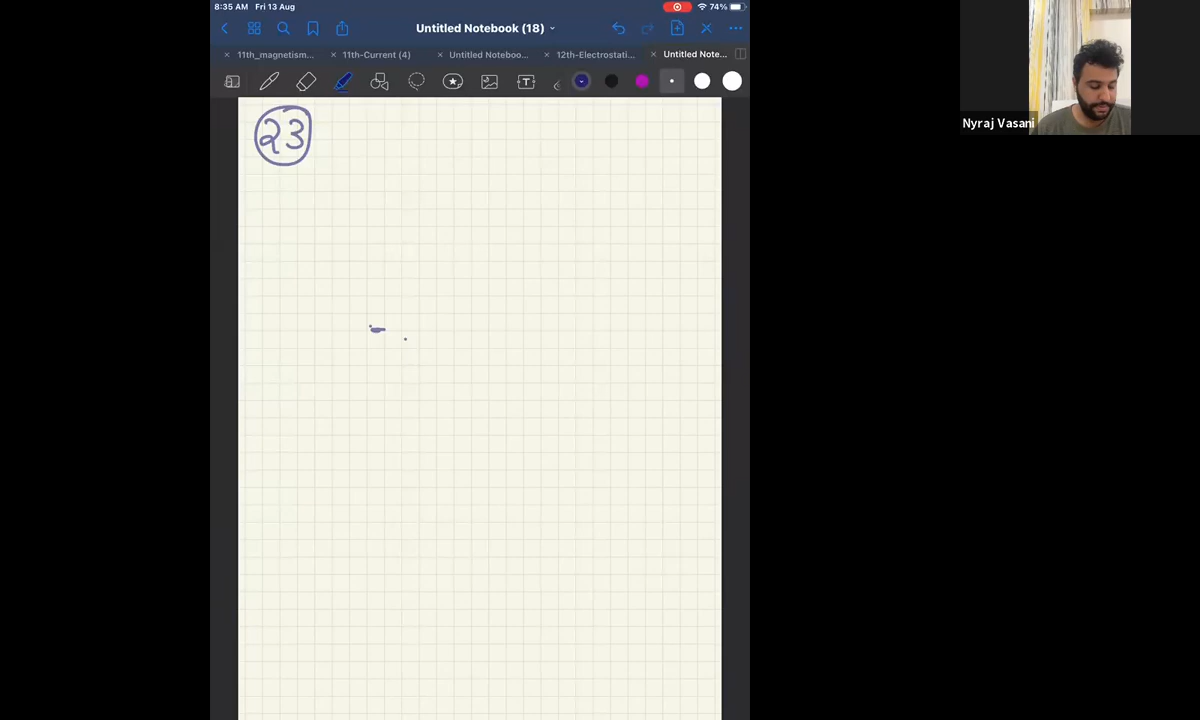 8:35 AM Fri 13 Aug
74%
Untitled Notebook (18)
11th_magnetism...
11th-Current (4)
Untitled Noteboo...
12th-Electrostati...
Untitled Note...
T
23
Nyraj Vasani